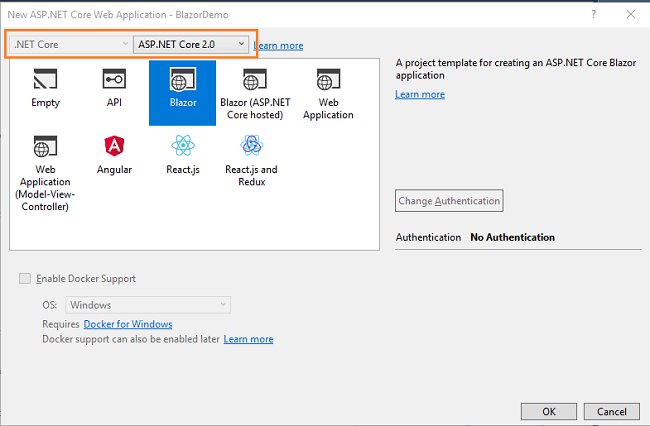 New ASP.NET Core Web Application - BlazorDemo
? ×
.NET Core ASP.NET Core 2.0 Learn more
A project template for creating an ASP.NET Core Blazor
application
Learn more
Empty API Blazor Blazor (ASP.NET Web
Core hosted) Application
Web Angular React.js React.js and
Application Redux
(Model-View-
Controller)
Change Authentication
Authentication No Authentication
Enable Docker Support
OS: Windows
Requires Docker for Windows
Docker support can also be enabled later Learn more
OK Cancel